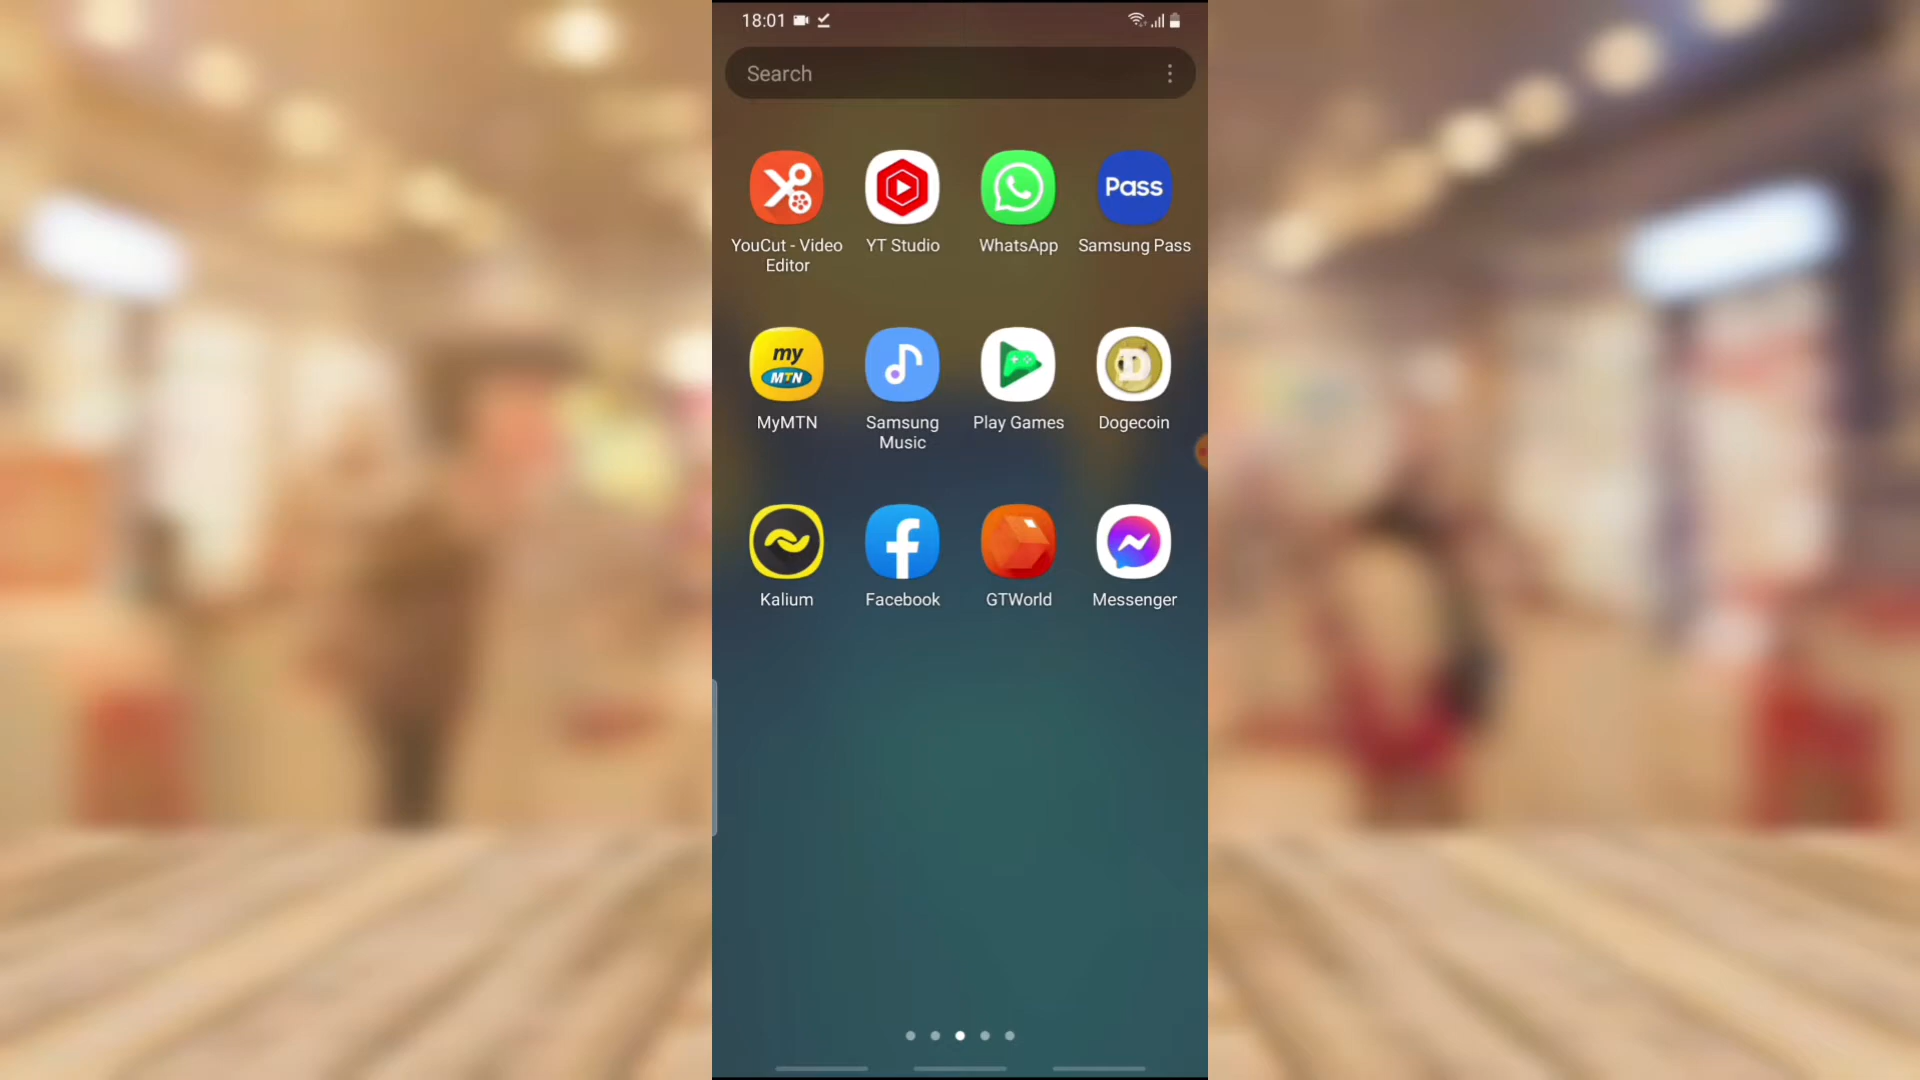 18:01
Search
Pass
YouCut - Video
Editor
YT Studio
WhatsApp
Samsung Pass
my
MTN
MyMTN
Samsung
Music
Play Games
D
Dogecoin
Kalium
Facebook
GTWorld
Messenger